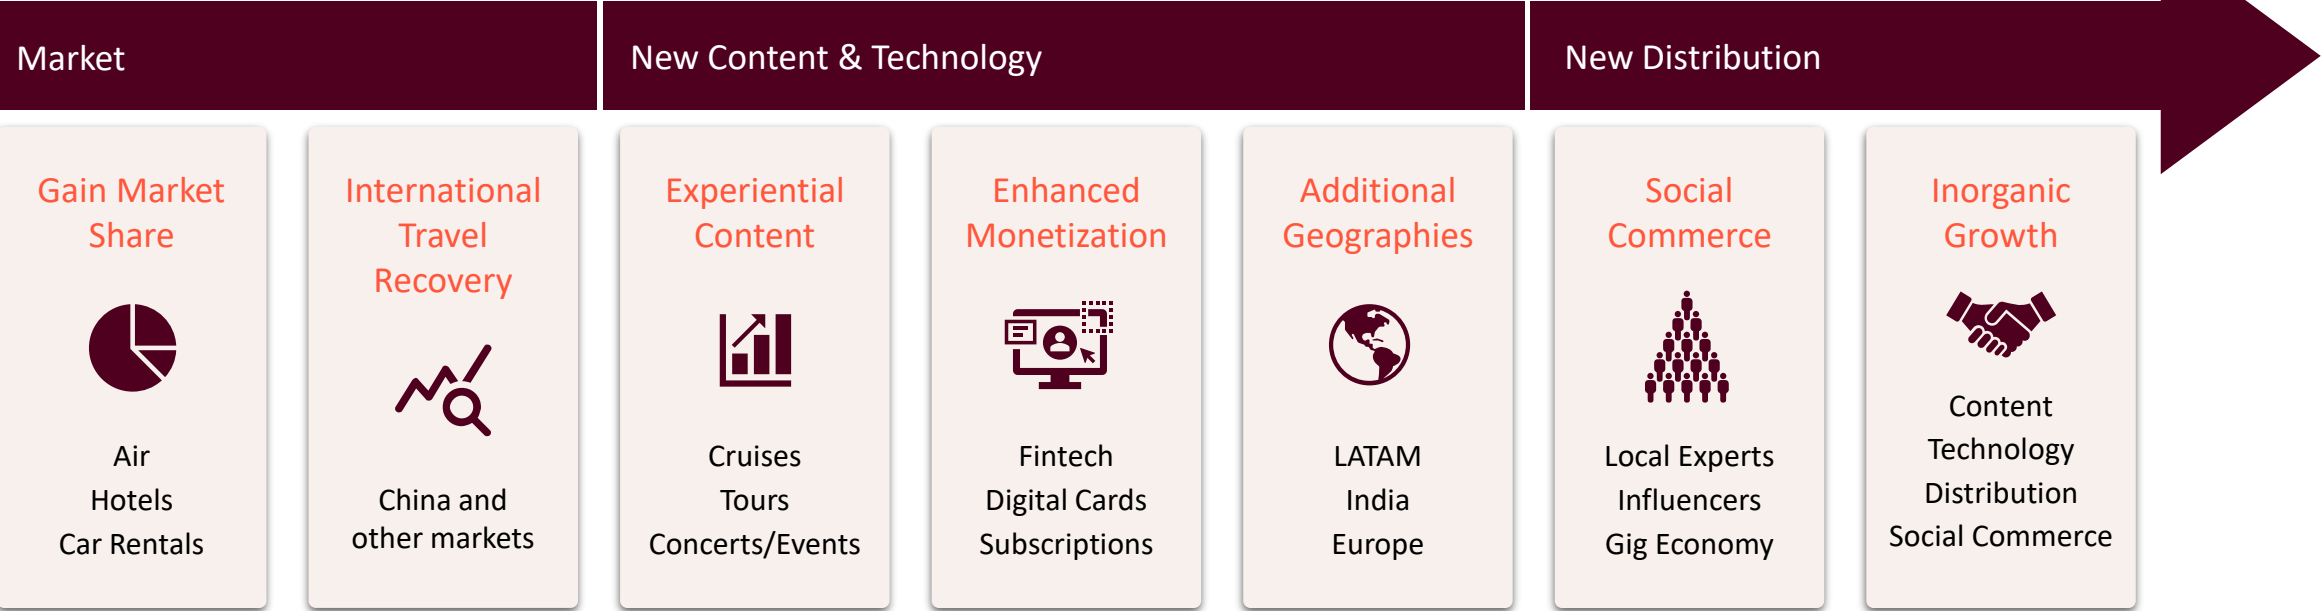 Market
New Content & Technology
New Distribution
Gain Market
Share
Air
Hotels
Car Rentals
International
Travel
Recovery
China and
other markets
Experiential
Content
Cruises
Tours
Concerts/Events
Enhanced
Monetization
Fintech
Digital Cards
Subscriptions
Additional
Geographies
LATAM
India
Europe
Social
Commerce
Local Experts
Influencers
Gig Economy
Inorganic
Growth
Content
Technology
Distribution
Social Commerce